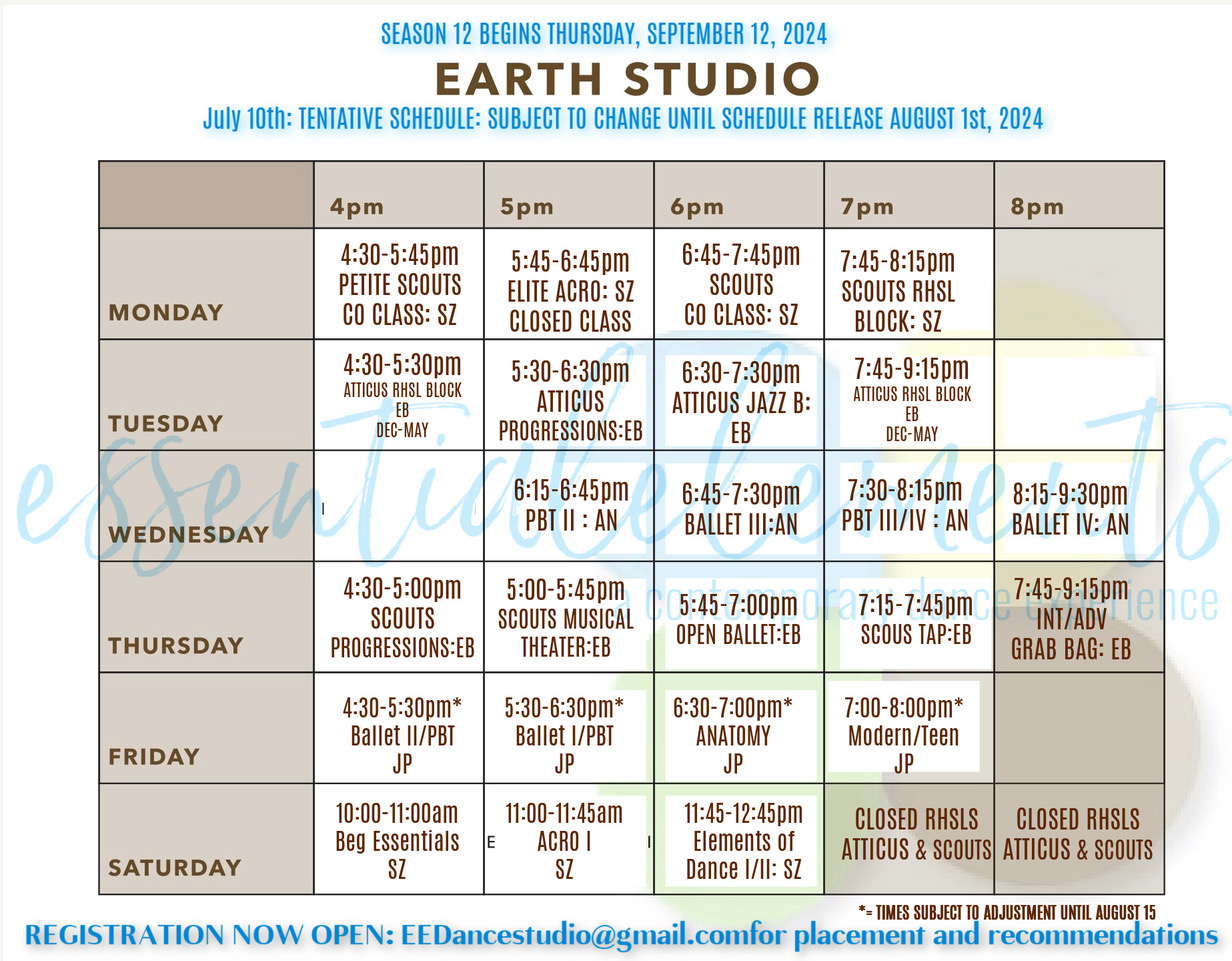 SEASON 12 BEGINS THURSDAY, SEPTEMBER 12, 2024
EARTH STUDIO
July 10th: TENTATIVE SCHEDULE: SUBJECT TO CHANGE UNTIL SCHEDULE RELEASE AUGUST 1st, 2024
4pm
5pm
6pm
7pm
8pm
MONDAY
4:30-5:45pm
PETITE SCOUTS
CO CLASS: SZ
5:45-6:45pm
ELITE ACRO: SZ
CLOSED CLASS
6:45-7:45pm
SCOUTS
CO CLASS: SZ
7:45-8:15pm
SCOUTS RHSL
BLOCK: SZ
TUESDAY
4:30-5:30pm
ATTICUS RHSL BLOCK
EB
DEC-MAY
5:30-6:30pm
ATTICUS
PROGRESSIONS:EB
6:30-7:30pm
ATTICUS JAZZ B:
EB
7:45-9:15pm
ATTICUS RHSL BLOCK
EB
DEC-MAY
essentialelements
WEDNESDAY
I
6:15-6:45pm
PBT II : AN
6:45-7:30pm
BALLET III:AN
7:30-8:15pm
PBT III/IV : AN
8:15-9:30pm
BALLET IV: AN
a contemporary dance experience
THURSDAY
4:30-5:00pm
SCOUTS
PROGRESSIONS:EB
5:00-5:45pm
SCOUTS MUSICAL
THEATER:EB
5:45-7:00pm
OPEN BALLET:EB
7:15-7:45pm
SCOUS TAP:EB
7:45-9:15pm
INT/ADV
GRAB BAG: EB
FRIDAY
4:30-5:30pm*
Ballet II/PBT
JP
5:30-6:30pm*
Ballet I/PBT
JP
6:30-7:00pm*
ANATOMY
JP
7:00-8:00pm*
Modern/Teen
JP
SATURDAY
10:00-11:00am
Beg Essentials
SZ
E
11:00-11:45am
ACRO I
SZ
I
11:45-12:45pm
Elements of
Dance I/II: SZ
CLOSED RHSLS
ATTICUS & SCOUTS
CLOSED RHSLS
ATTICUS & SCOUTS
*= TIMES SUBJECT TO ADJUSTMENT UNTIL AUGUST 15
REGISTRATION NOW OPEN: EEDancestudio@gmail.comfor placement and recommendations